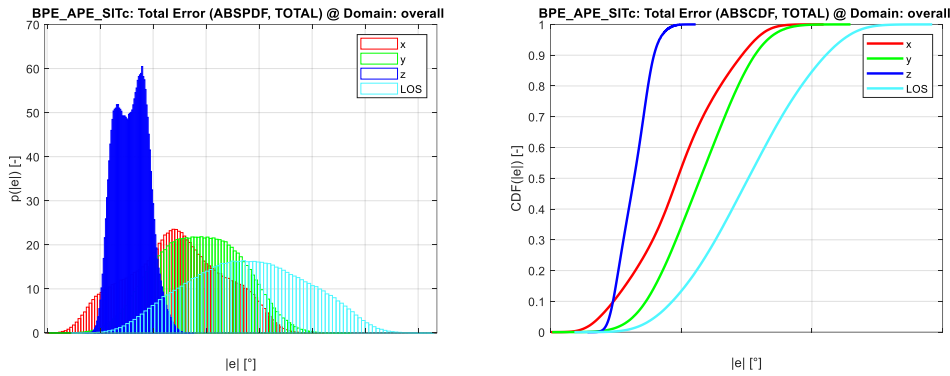 BPE_APE_SITc: Total Error (ABSPDF, TOTAL) @ Domain: overall
70
60
50
40
30
20
10
0
p(|e|) [-]
|e| [°]
x
y
z
LOS
BPE_APE_SITc: Total Error (ABSCDF, TOTAL) @ Domain: overall
1
0.9
0.8
0.7
0.6
0.5
0.4
0.3
0.2
0.1
0
CDF(|e|) [-]
|e| [°]
x
y
z
LOS